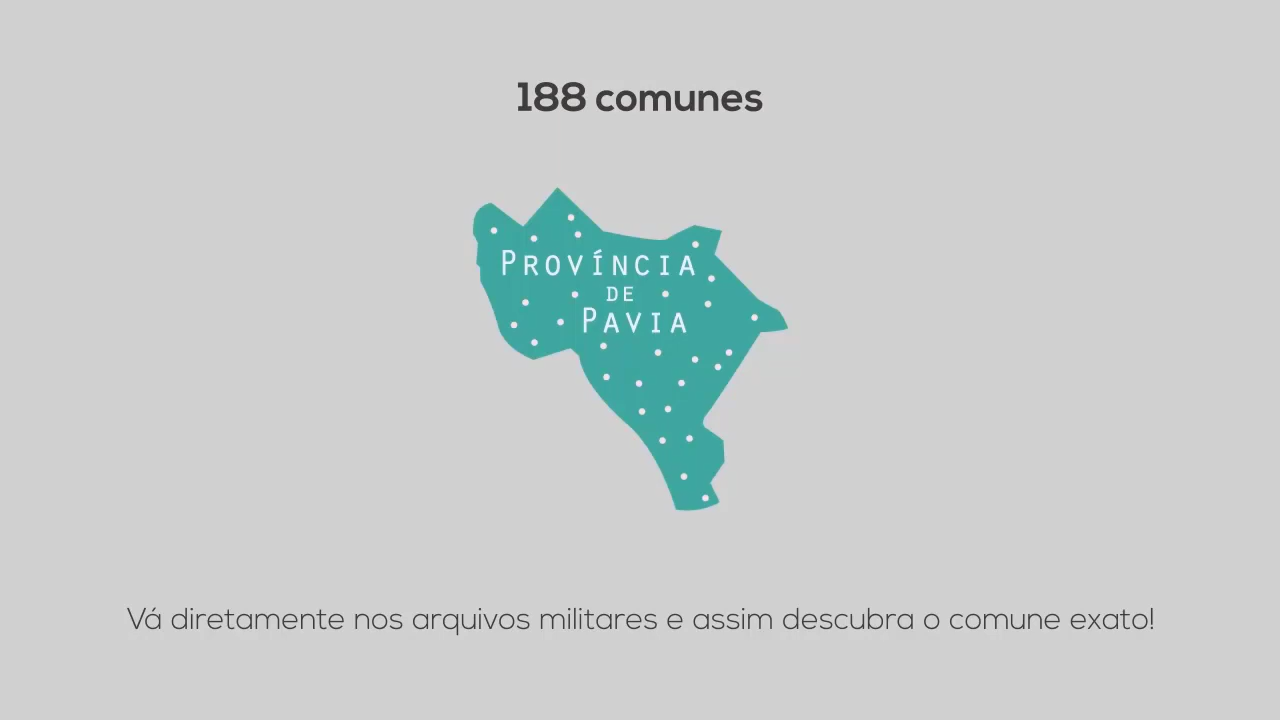 188 comunes
PROVÍNCIA
DE
PAVIA
Vá diretamente nos arquivos militares e assim descubra o comune exato!